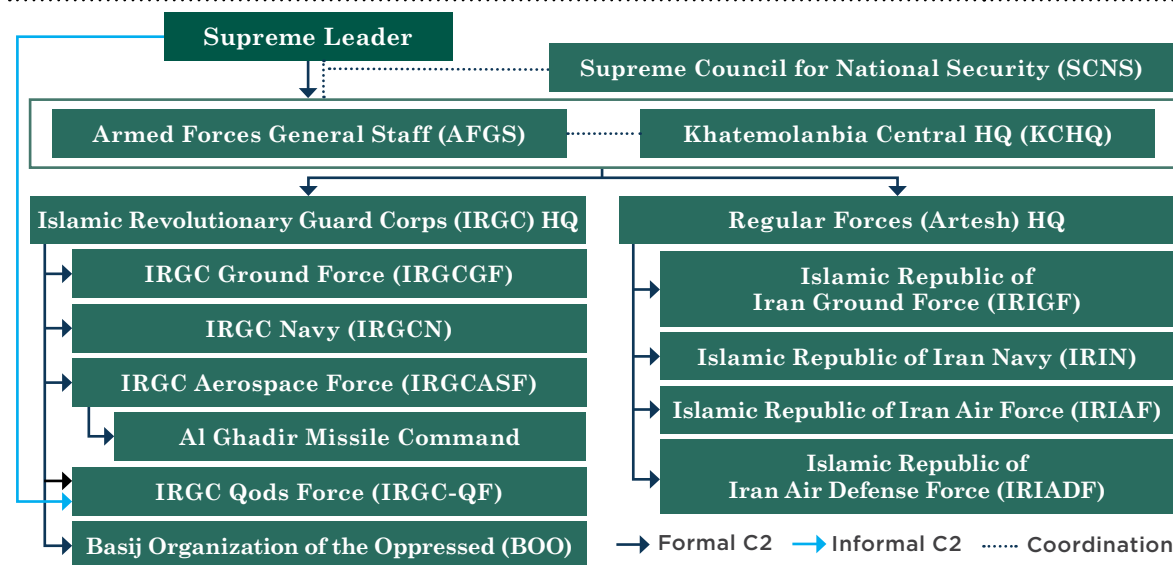 Supreme Leader
Supreme Council for National Security (SCNS)
Armed Forces General Staff (AFGS)
Khatemolanbia Central HQ (KCHQ)
Islamic Revolutionary Guard Corps (IRGC) HQ
IRGC Ground Force (IRGCGF)
IRGC Navy (IRGCN)
IRGC Aerospace Force (IRGCASF)
Al Ghadir Missile Command
IRGC Qods Force (IRGC-QF)
Basij Organization of the Oppressed (BOO)
Regular Forces (Artesh) HQ
Islamic Republic of
Iran Ground Force (IRIGF)
Islamic Republic of Iran Navy (IRIN)
Islamic Republic of Iran Air Force (IRIAF)
Islamic Republic of
Iran Air Defense Force (IRIADF)
Formal C2 Informal C2 Coordination